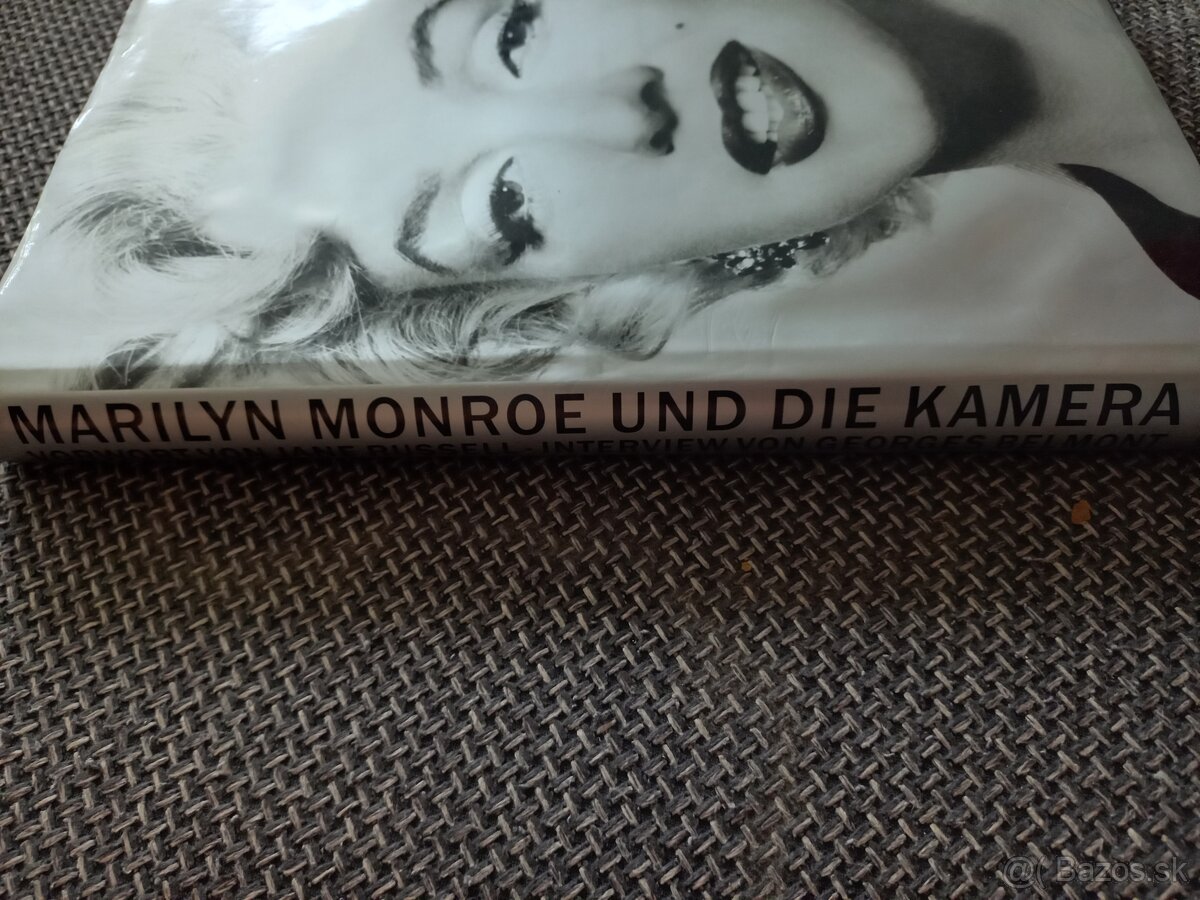 MARILYN MONROE UND DIE KAMERA
VORWORT VON JANE RUSSELL · INTERVIEW VON GEORGES BELMONT
@( Bazos.sk